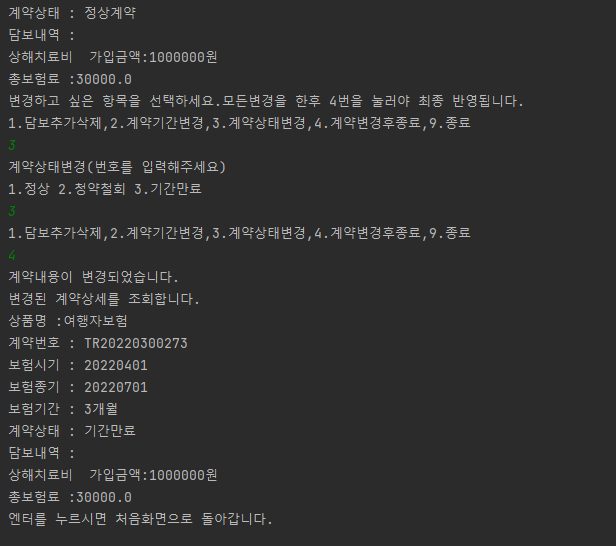 계약상태 : 정상계약
담보내역 :
상해치료비  가입금액:1000000원
총보험료 :30000.0
변경하고 싶은 항목을 선택하세요.모든변경을 한후 4번을 눌러야 최종 반영됩니다.
1.담보추가삭제,2.계약기간변경,3.계약상태변경,4.계약변경후종료,9.종료
3
계약상태변경(번호를 입력해주세요)
1.정상 2.청약철회 3.기간만료
3
1.담보추가삭제,2.계약기간변경,3.계약상태변경,4.계약변경후종료,9.종료
4
계약내용이 변경되었습니다.
변경된 계약상세를 조회합니다.
상품명 :여행자보험
계약번호 : TR20220300273
보험시기 : 20220401
보험종기 : 20220701
보험기간 : 3개월
계약상태 : 기간만료
담보내역 :
상해치료비  가입금액:1000000원
총보험료 :30000.0
엔터를 누르시면 처음화면으로 돌아갑니다.